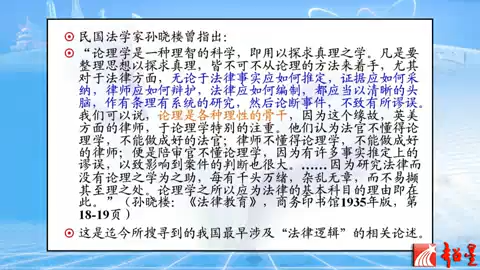 民国法学家孙晓楼曾指出：
“论理学是一种理智的科学，即用以探求真理之学。凡是要
整理思想以探求真理，皆不可不从论理的方法来着手，尤其
对于法律方面，无论于法律事实应如何推定，证据应如何采
纳，律师应如何辩护，法律应如何编制，都应当以清晰的头
脑，作有条理有系统的研究，然后论断事件，不致有所谬误。
我们可以说，论理是各种理性的骨干，因为这个缘故，英美
方面的律师，于论理学特别的注重。他们认为法官不懂得论
理学，不能做成好的法官；律师不懂得论理学，不能做成好
的律师；便是陪审官不懂论理学，因为有许多事实推定上的
谬误，以致影响到案件的判断也很大。……因为研究法律而
没有论理之学为之助，每有千头万绪，杂乱无章，而不易撷
其至理之处。论理学之所以应为法律的基本科目的理由即在
此。”（孙晓楼：《法律教育》，商务印书馆1935年版，第
18-19页）
这是迄今所搜寻到的我国最早涉及“法律逻辑”的相关论述。
超星